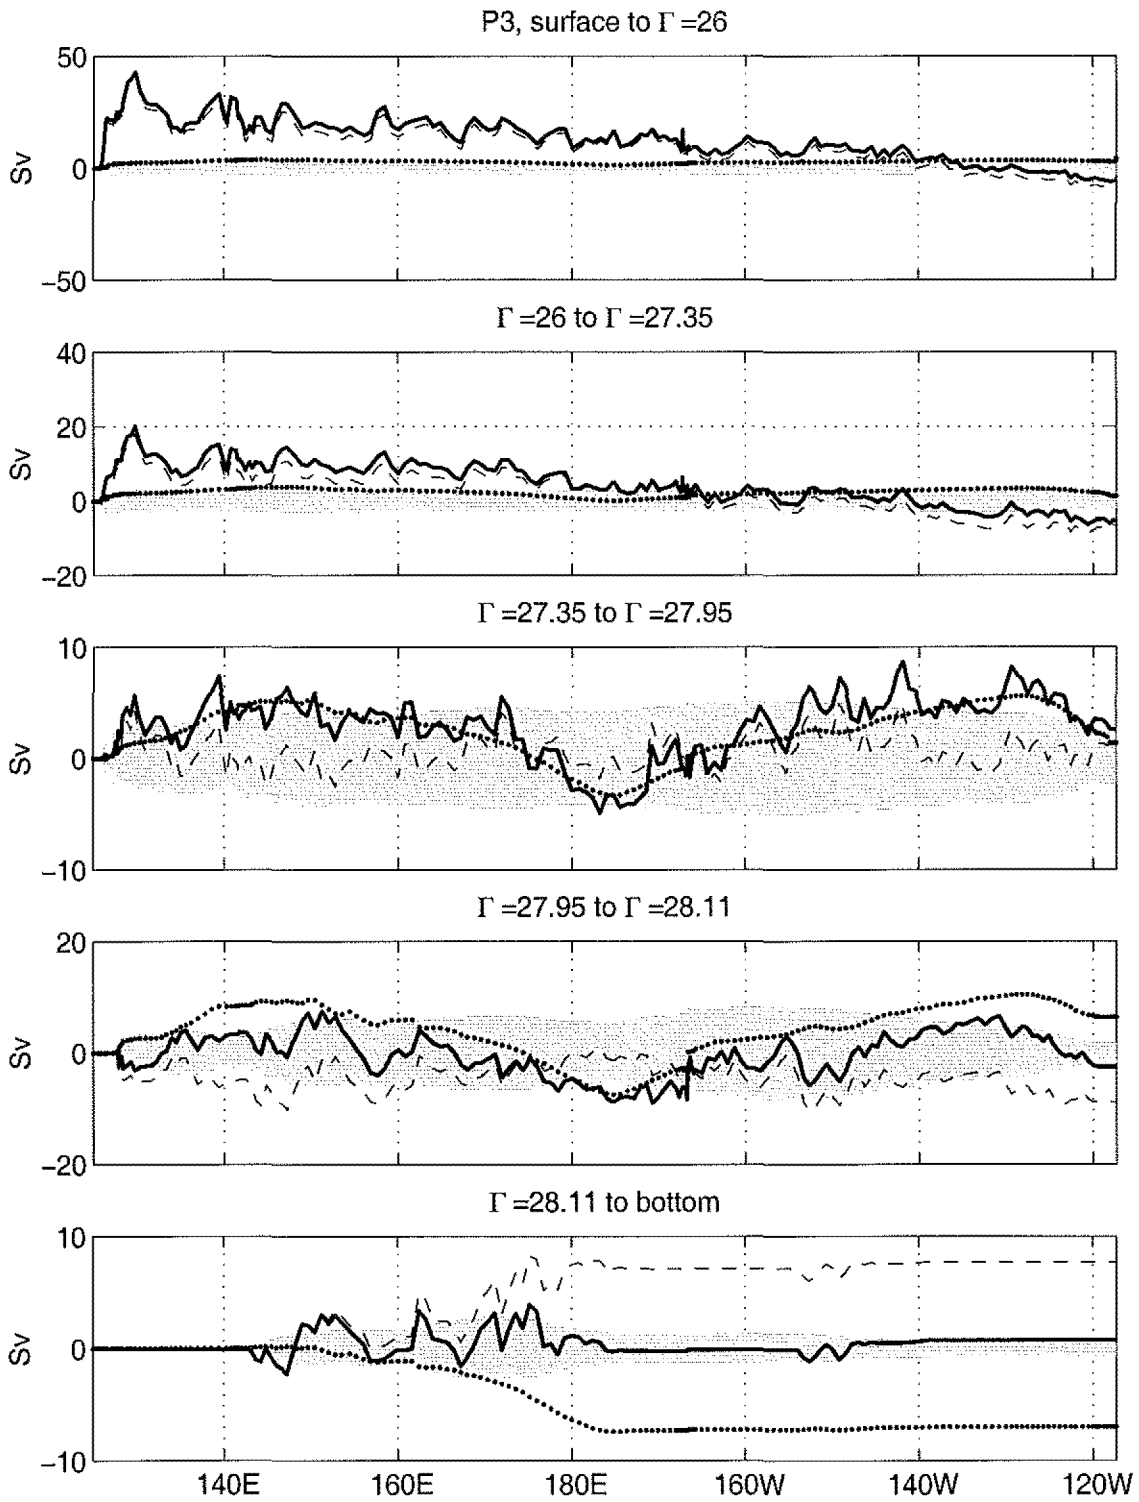 P3, surface to Γ =26
50
0
−50
Sv
Γ =26 to Γ =27.35
40
20
0
−20
Sv
Γ =27.35 to Γ =27.95
10
0
−10
Sv
Γ =27.95 to Γ =28.11
20
0
−20
Sv
Γ =28.11 to bottom
10
0
−10
Sv
140E 160E 180E 160W 140W 120W